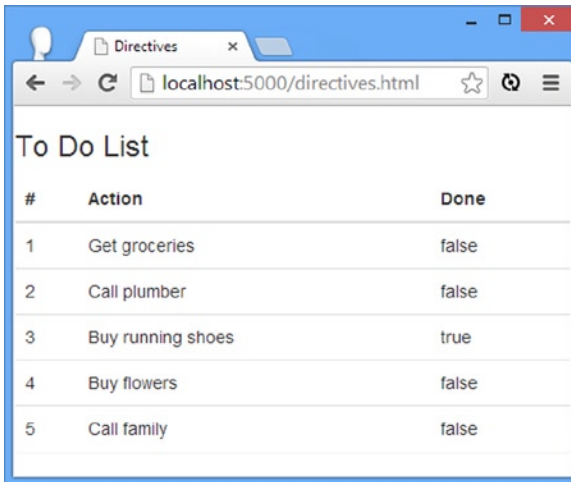 Directives
localhost:5000/directives.html
To Do List
# Action Done
1 Get groceries false
2 Call plumber false
3 Buy running shoes true
4 Buy flowers false
5 Call family false